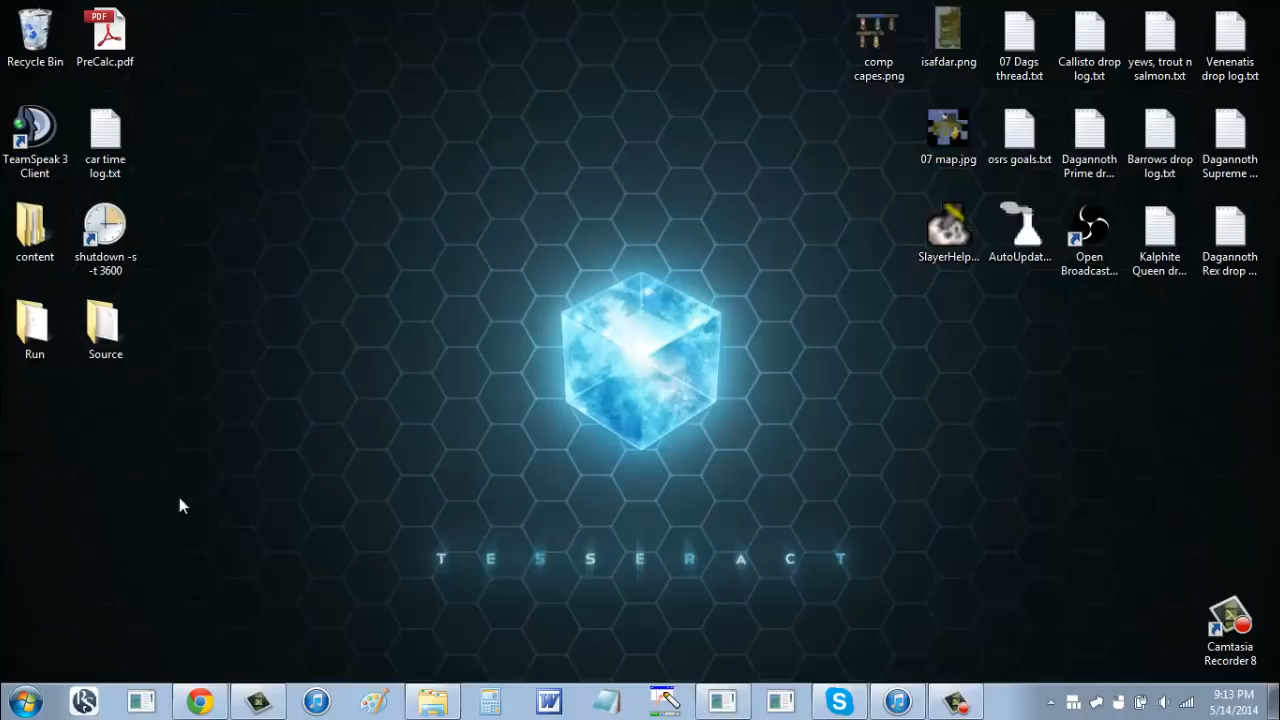 PDF
Recycle Bin
PreCalc.pdf
comp
capes.png
isafdar.png
07 Dags
thread.txt
Callisto drop
log.txt
yews, trout n
salmon.txt
Venenatis
drop log.txt
TeamSpeak 3
Client
car time
log.txt
07 map.jpg
osrs goals.txt
Dagannoth
Prime dr...
Barrows drop
log.txt
Dagannoth
Supreme ...
content
shutdown -s
-t 3600
SlayerHelp...
AutoUpdat...
Open
Broadcast...
Kalphite
Queen dr...
Dagannoth
Rex drop ...
Run
Source
TESSERACT
Camtasia
Recorder 8
9:13 PM
5/14/2014